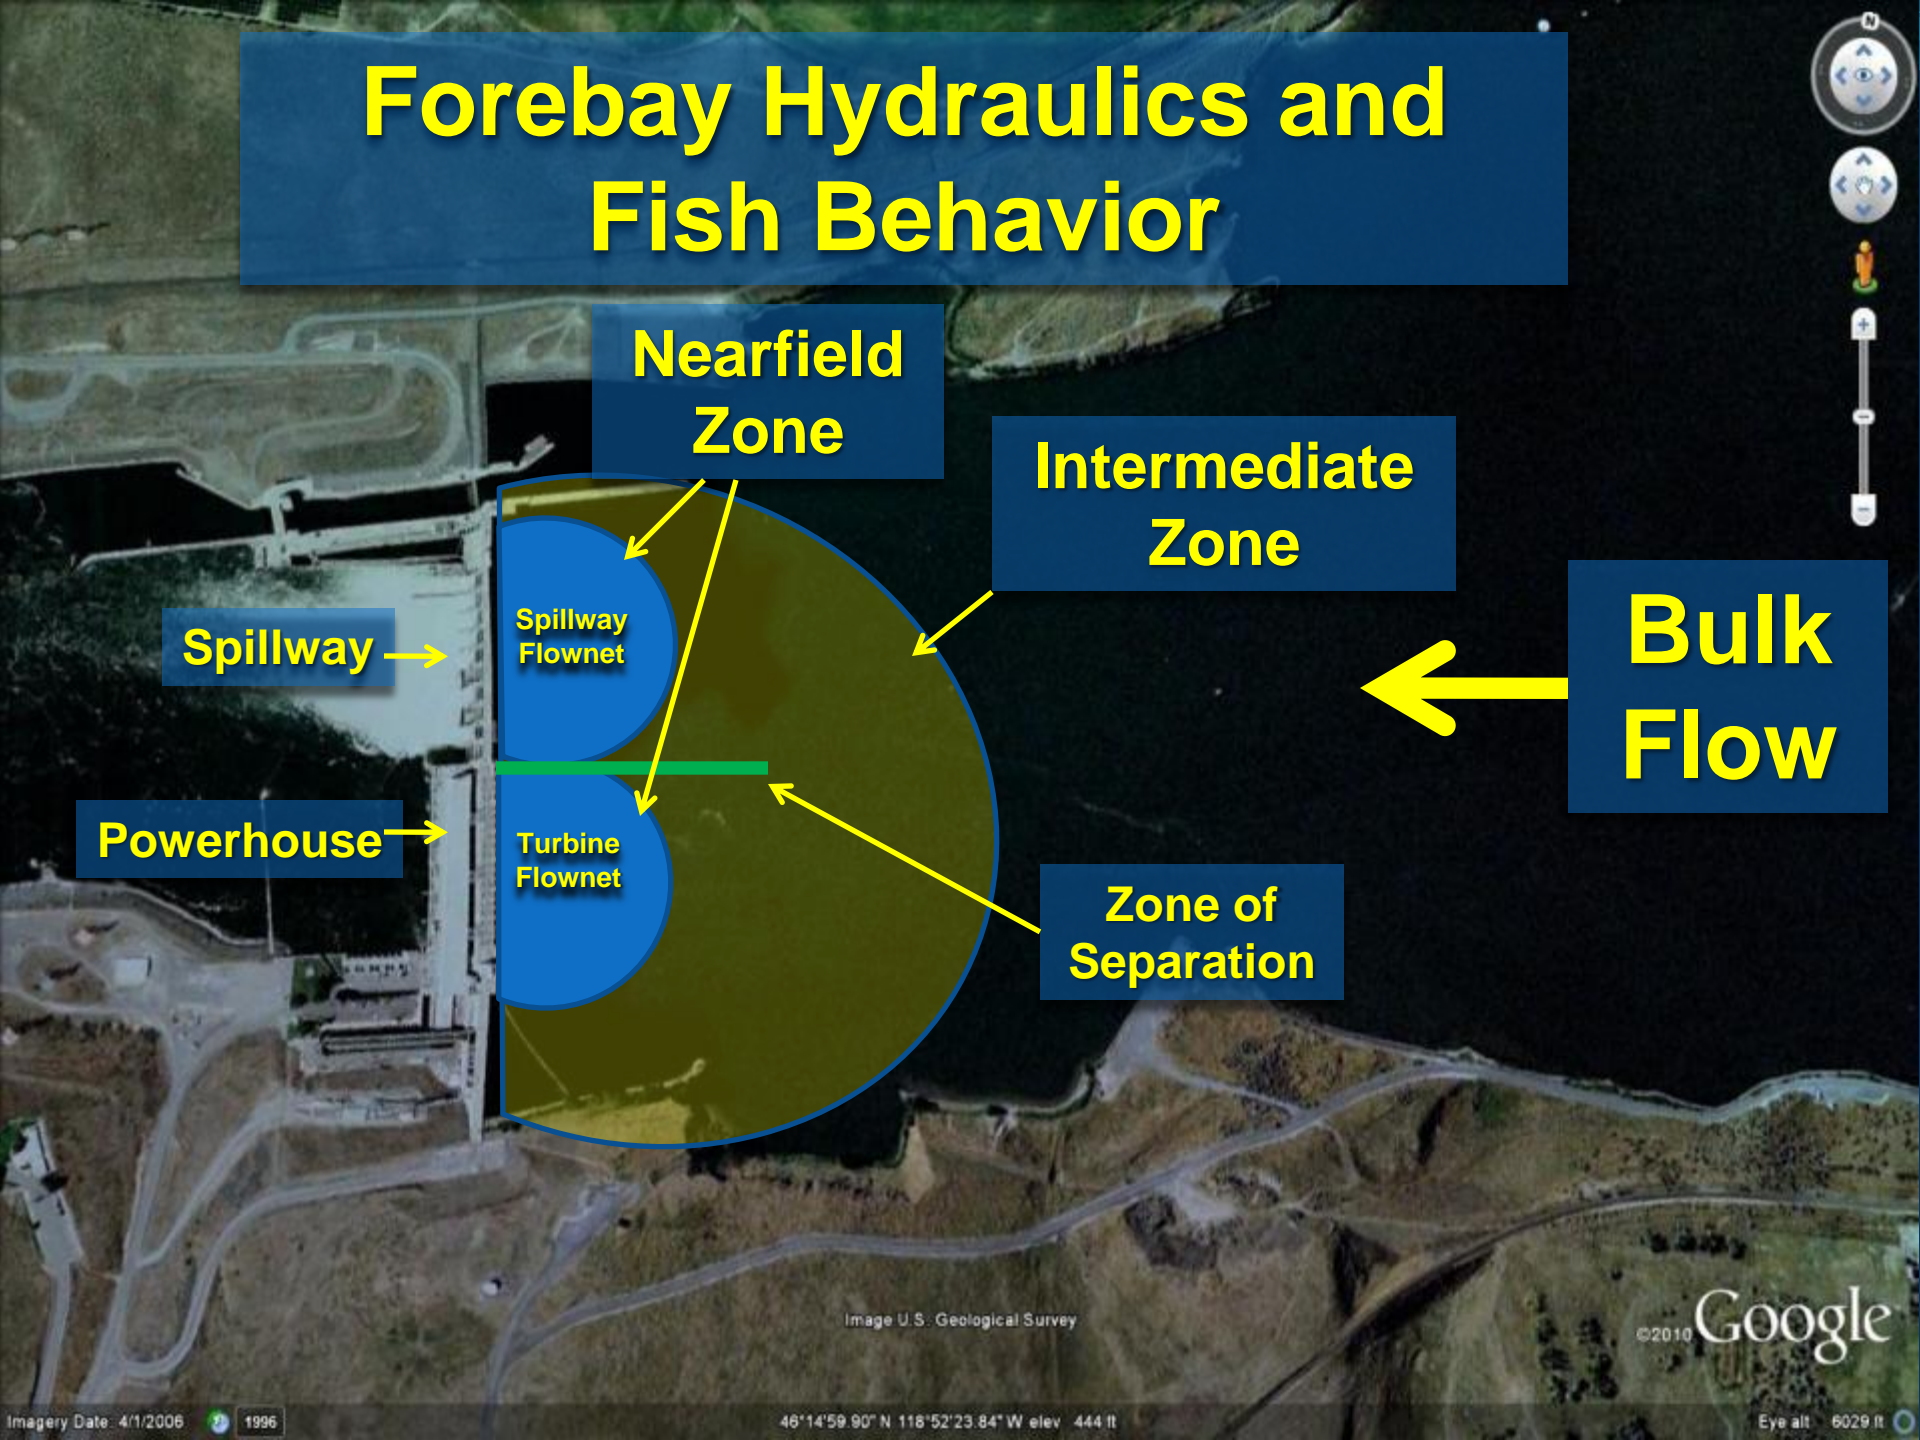 Forebay Hydraulics and
Fish Behavior
N
Nearfield
Zone
Intermediate
Zone
Bulk
Flow
Spillway
Spillway
Flownet
Powerhouse
Turbine
Flownet
Zone of
Separation
Image U.S. Geological Survey
©2010 Google
Imagery Date: 4/1/2006
1996
46°14'59.90" N 118°52'23.84" W elev 444 ft
Eye alt 6029 ft